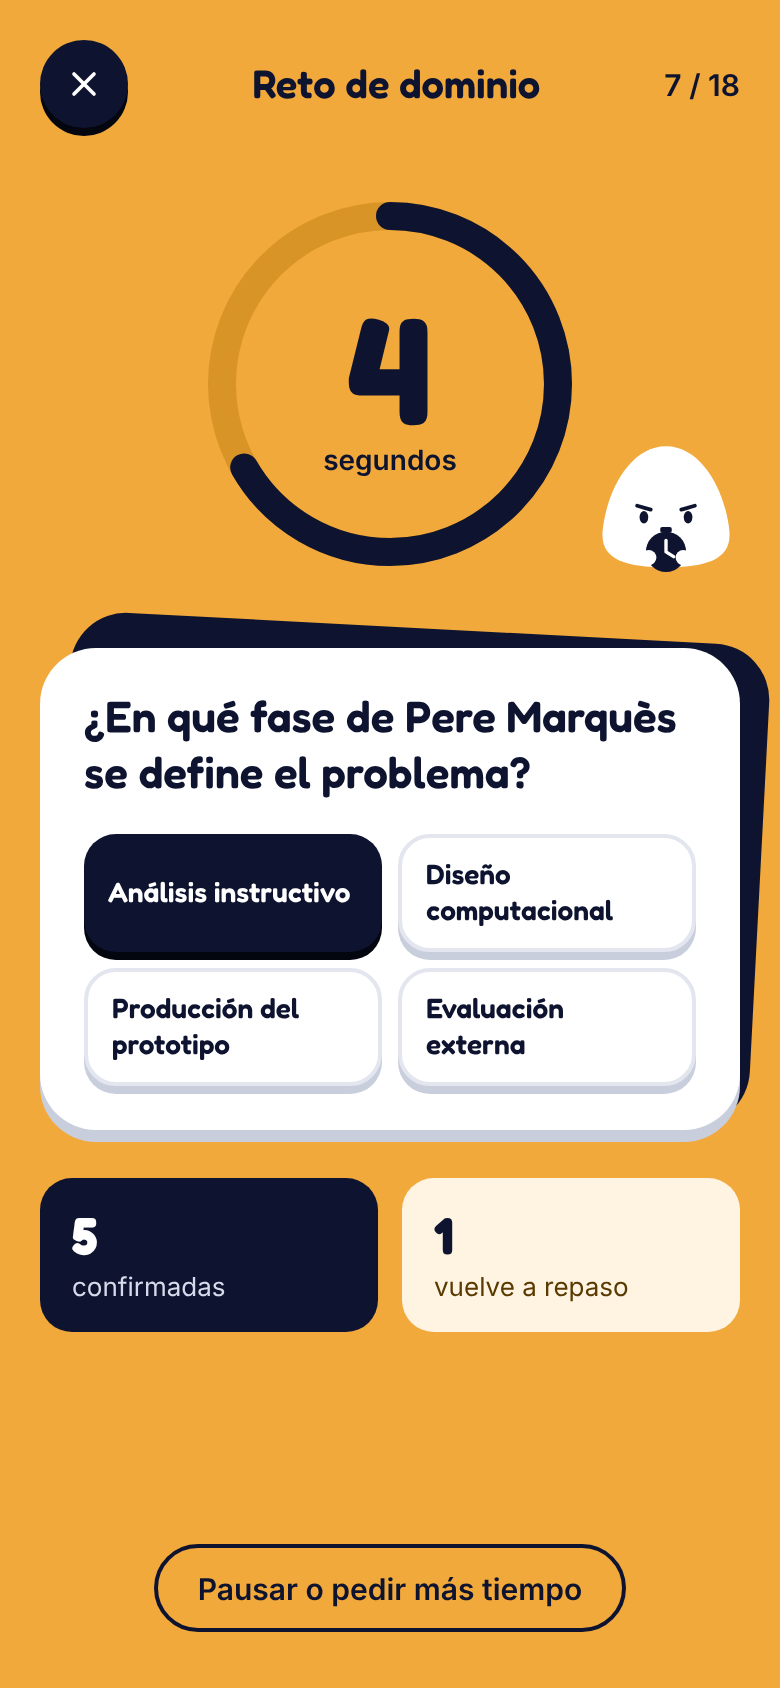 Reto de dominio
7 / 18
4
segundos
¿En qué fase de Pere Marquès
se define el problema?
Análisis instructivo
Diseño
computacional
Producción del
prototipo
Evaluación
externa
5
confirmadas
1
vuelve a repaso
Pausar o pedir más tiempo